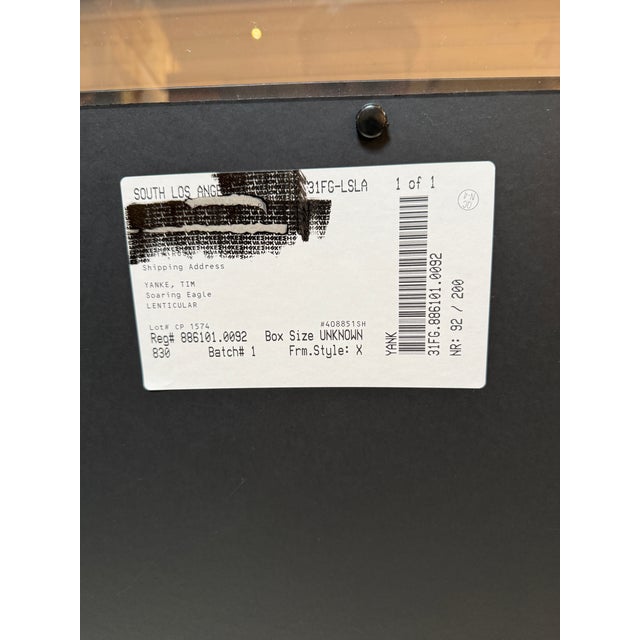 SOUTH LOS ANGE 31FG-LSLA 1 of 1
Shipping Address
YANKE, TIM
Soaring Eagle
LENTICULAR
Lot# CP 1574 #408851SH
Reg# 886101.0092 Box Size UNKNOWN
830 Batch# 1 Frm.Style: X
YANK
31FG.886101.0092
NR: 92 / 200